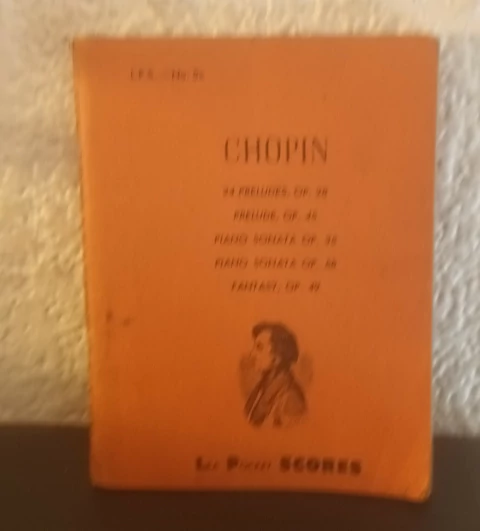 L.P.S. - No.
CHOPIN
24 PRELUDES, OP. 28
PRELUDE, OP. 45
PIANO SONATA OP. 35
PIANO SONATA OP. 58
FANTASY, OP. 49
Lea Pocket SCORES